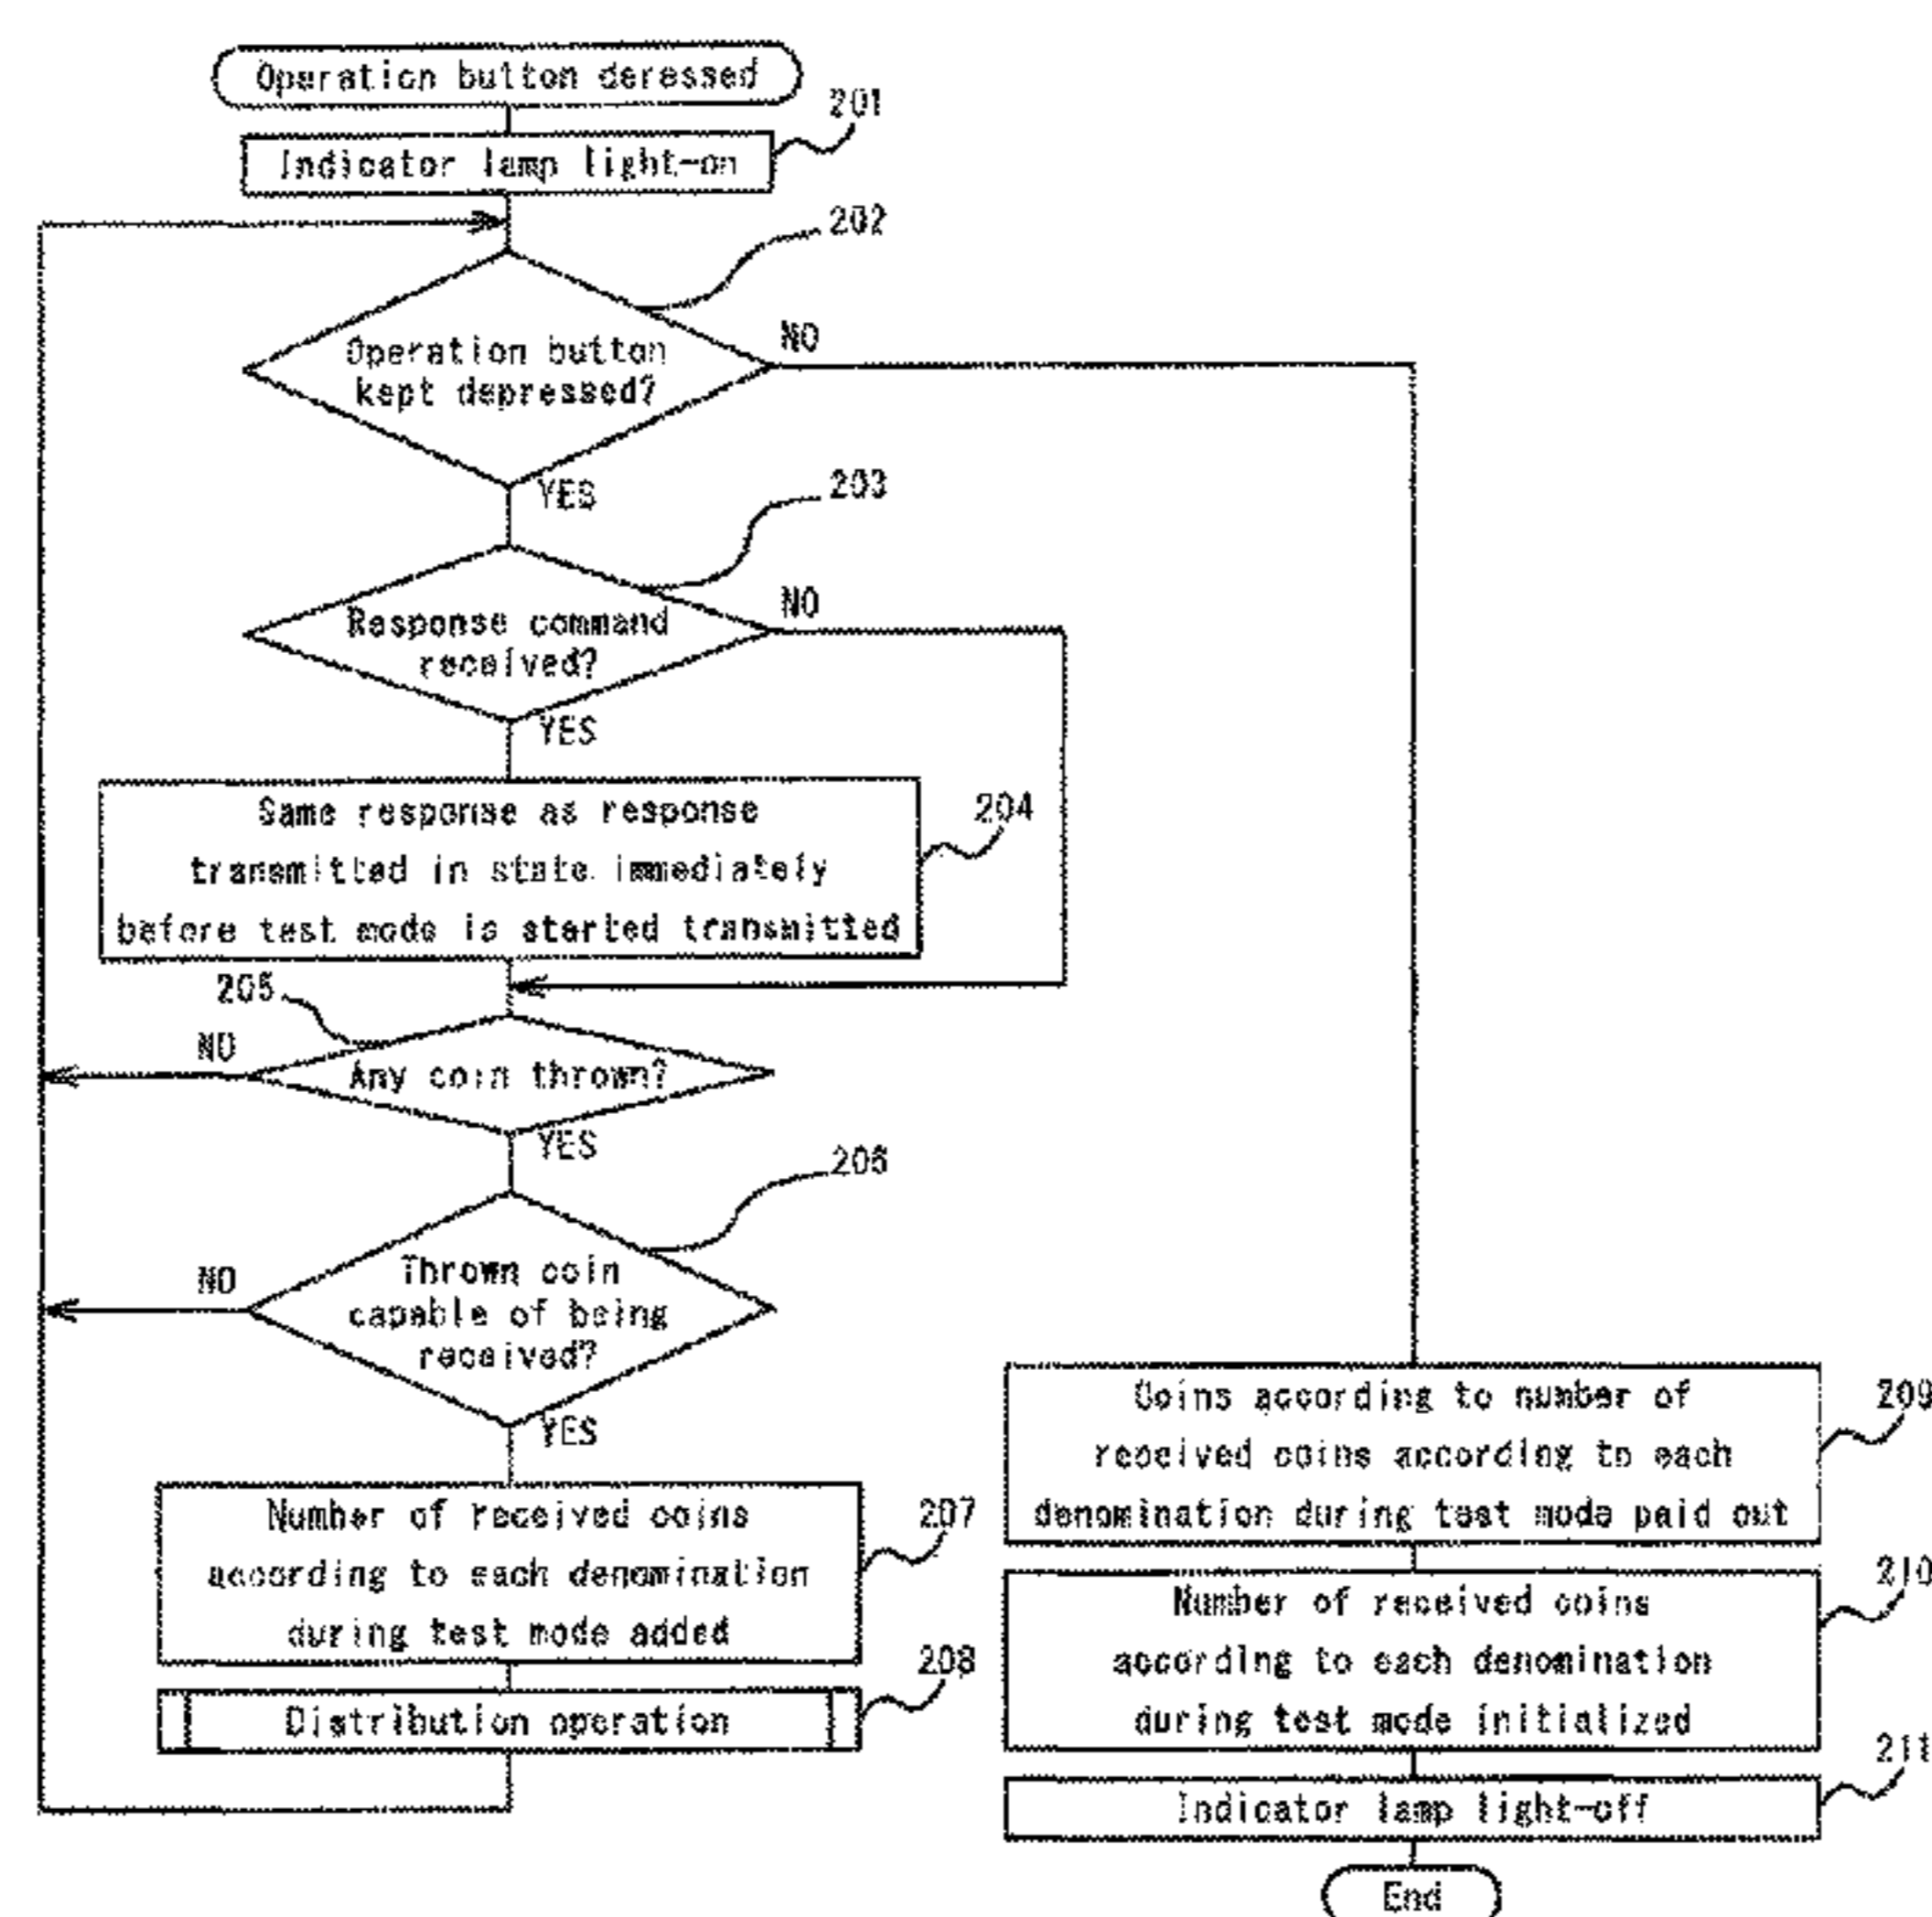 Operation button deressed
201
Indicator lamp light-on
202
Operation button
kept depressed?
NO
YES
203
Response command
received?
NO
YES
Same response as response
transmitted in state immediately
before test mode is started transmitted
204
205
NO
Any coin thrown?
YES
206
NO
Thrown coin
capable of being
received?
YES
Number of received coins
according to each denomination
during test mode added
207
208
Distribution operation
Coins according to number of
received coins according to each
denomination during test mode paid out
209
Number of received coins
according to each denomination
during test mode initialized
210
211
Indicator lamp light-off
End